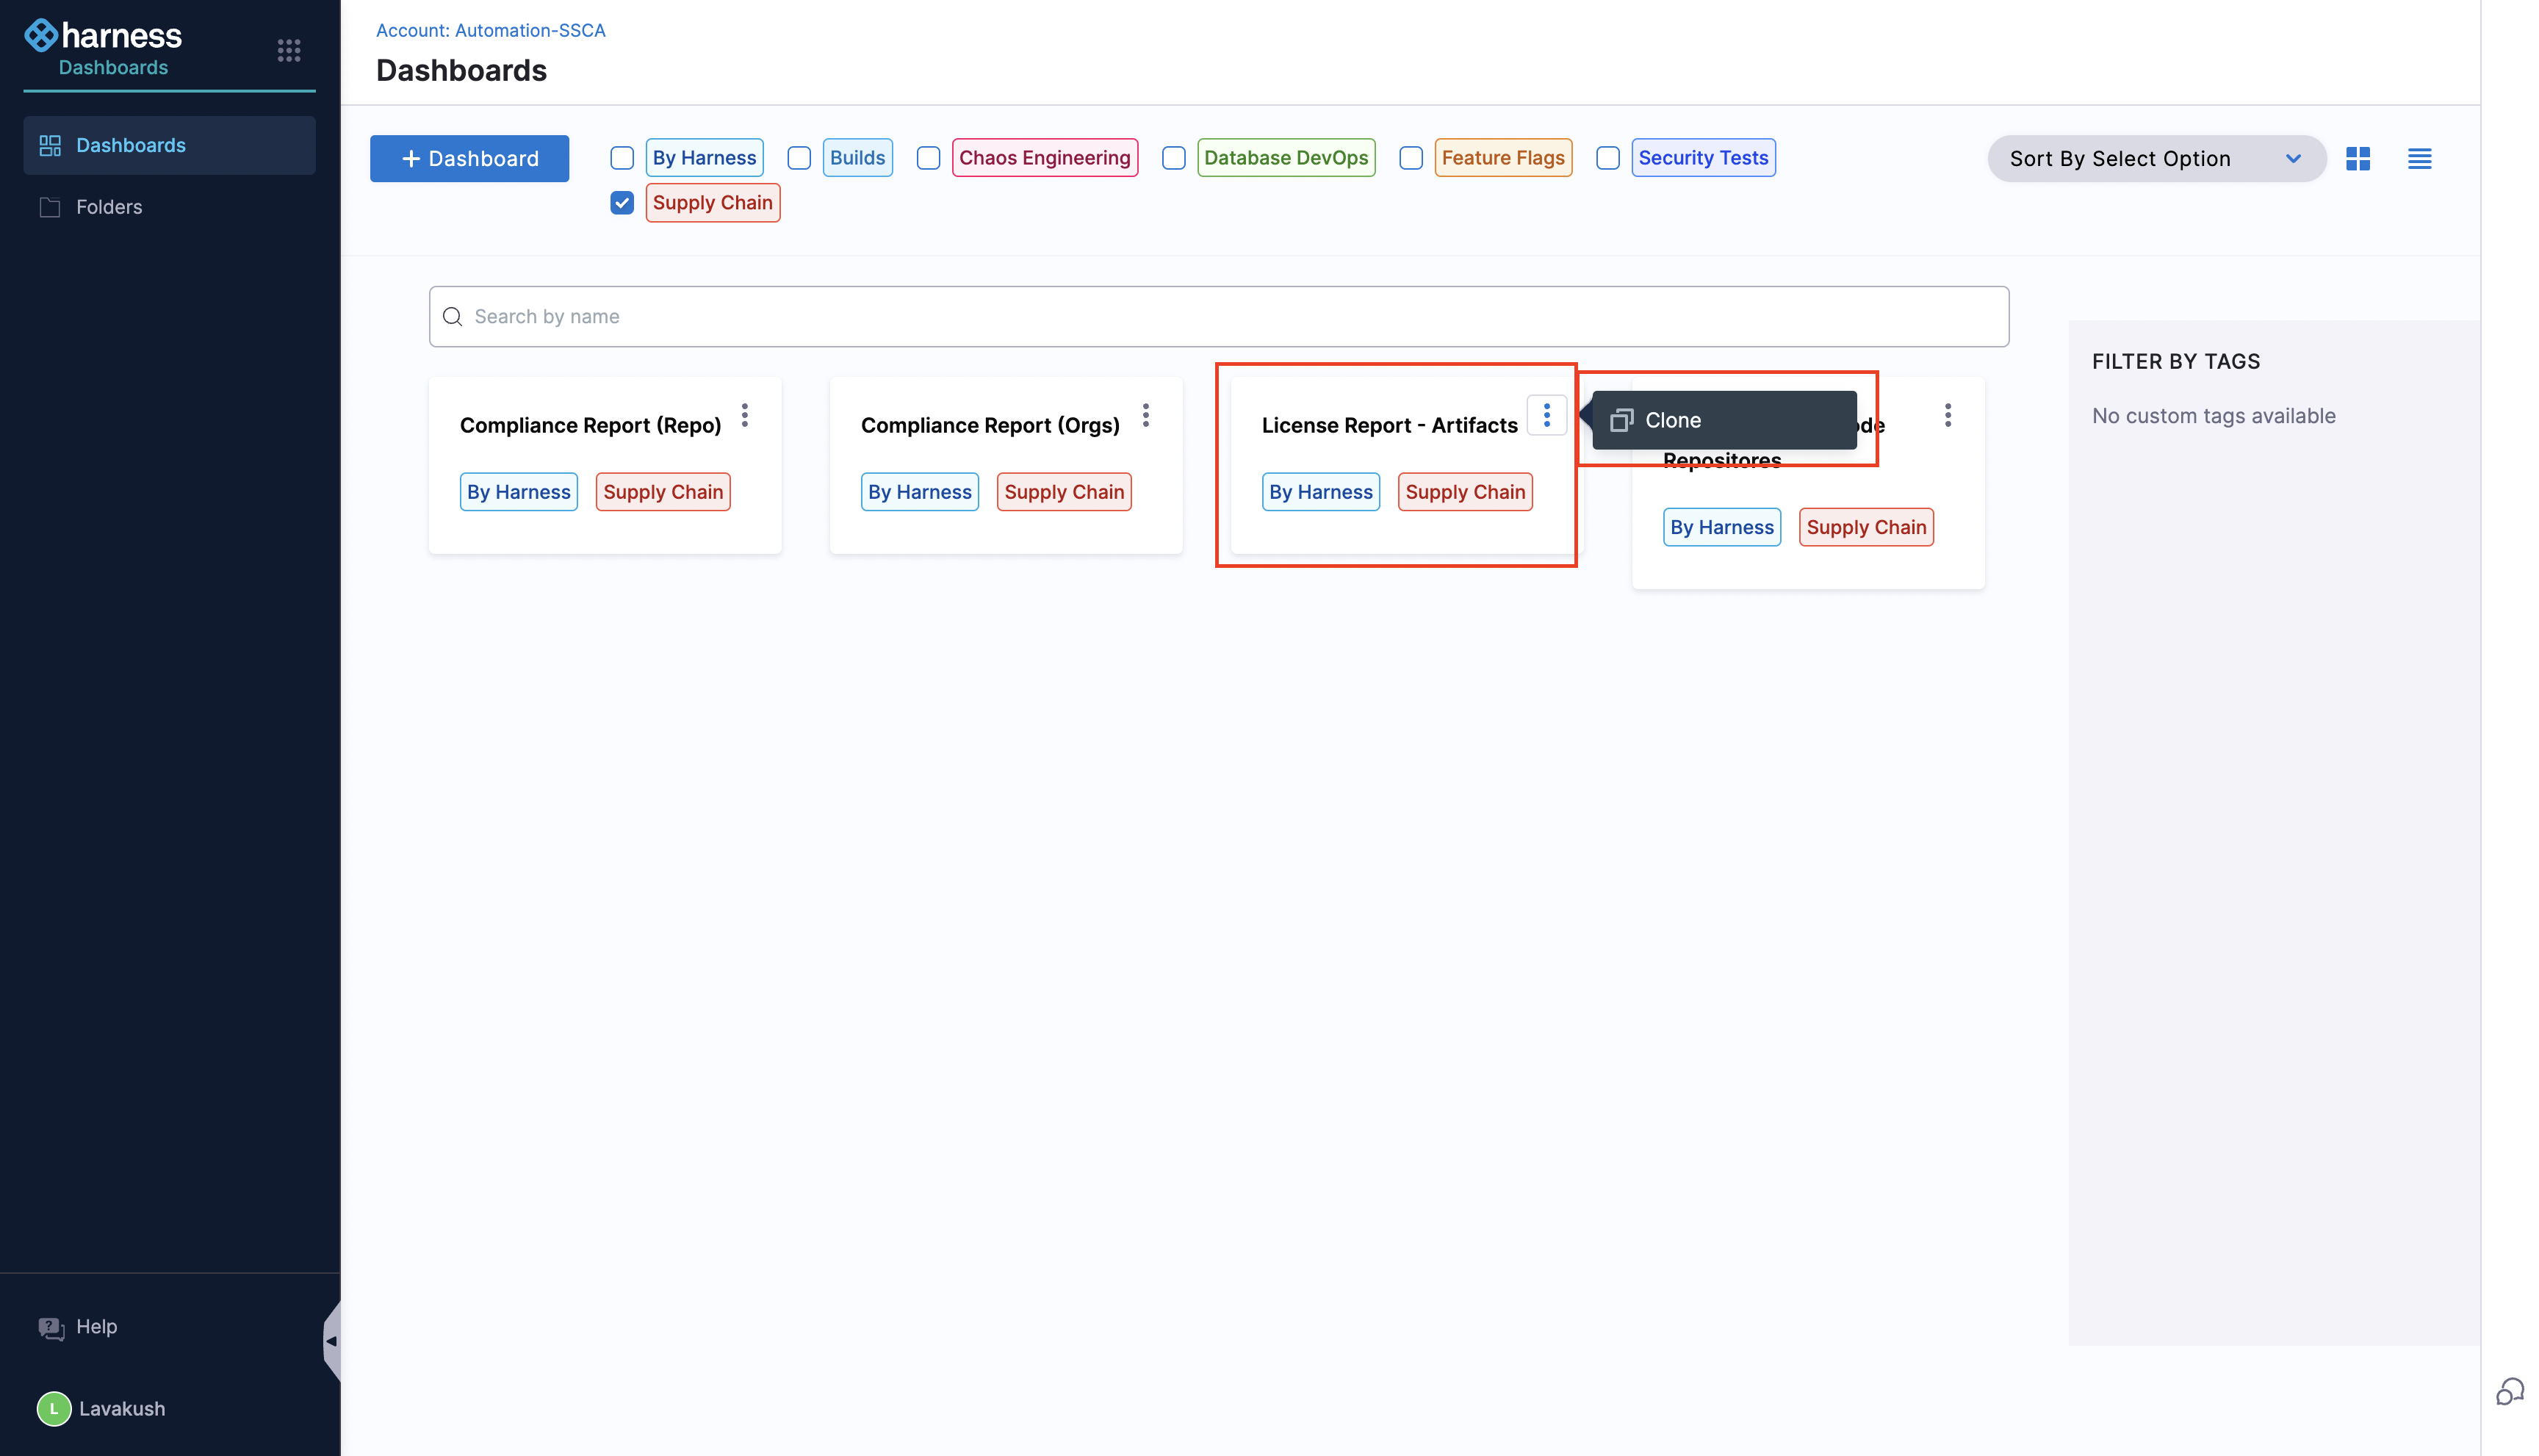 harness
Dashboards
Dashboards
Folders
Help
L
Lavakush
Account: Automation-SSCA
Dashboards
+ Dashboard
By Harness
Builds
Chaos Engineering
Database DevOps
Feature Flags
Security Tests
Supply Chain
Sort By Select Option
Search by name
Compliance Report (Repo)
By Harness
Supply Chain
Compliance Report (Orgs)
By Harness
Supply Chain
License Report - Artifacts
By Harness
Supply Chain
Clone
Repositores
By Harness
Supply Chain
FILTER BY TAGS
No custom tags available